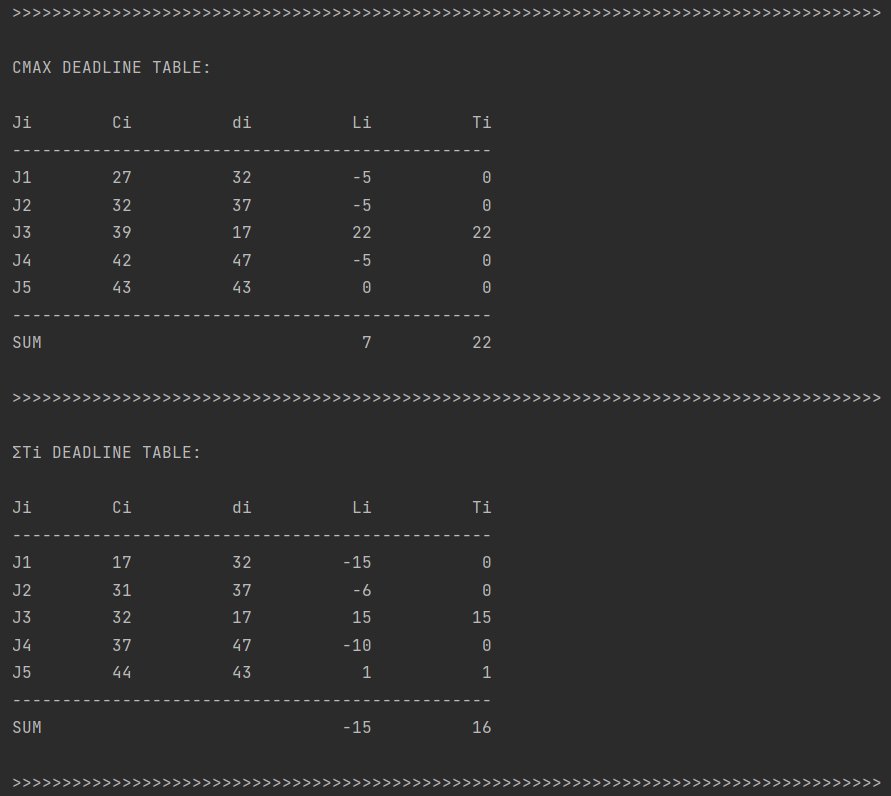 >>>>>>>>>>>>>>>>>>>>>>>>>>>>>>>>>>>>>>>>>>>>>>>>>>>>>>>>>>>>>>>>>>>>>>>>>>>>>>>>>>>>>>>
CMAX DEADLINE TABLE:
Ji        Ci          di          Li          Ti
------------------------------------------------
J1        27          32          -5           0
J2        32          37          -5           0
J3        39          17          22          22
J4        42          47          -5           0
J5        43          43           0           0
------------------------------------------------
SUM                                7          22
>>>>>>>>>>>>>>>>>>>>>>>>>>>>>>>>>>>>>>>>>>>>>>>>>>>>>>>>>>>>>>>>>>>>>>>>>>>>>>>>>>>>>>>
ΣTi DEADLINE TABLE:
Ji        Ci          di          Li          Ti
------------------------------------------------
J1        17          32         -15           0
J2        31          37          -6           0
J3        32          17          15          15
J4        37          47         -10           0
J5        44          43           1           1
------------------------------------------------
SUM                              -15          16
>>>>>>>>>>>>>>>>>>>>>>>>>>>>>>>>>>>>>>>>>>>>>>>>>>>>>>>>>>>>>>>>>>>>>>>>>>>>>>>>>>>>>>>